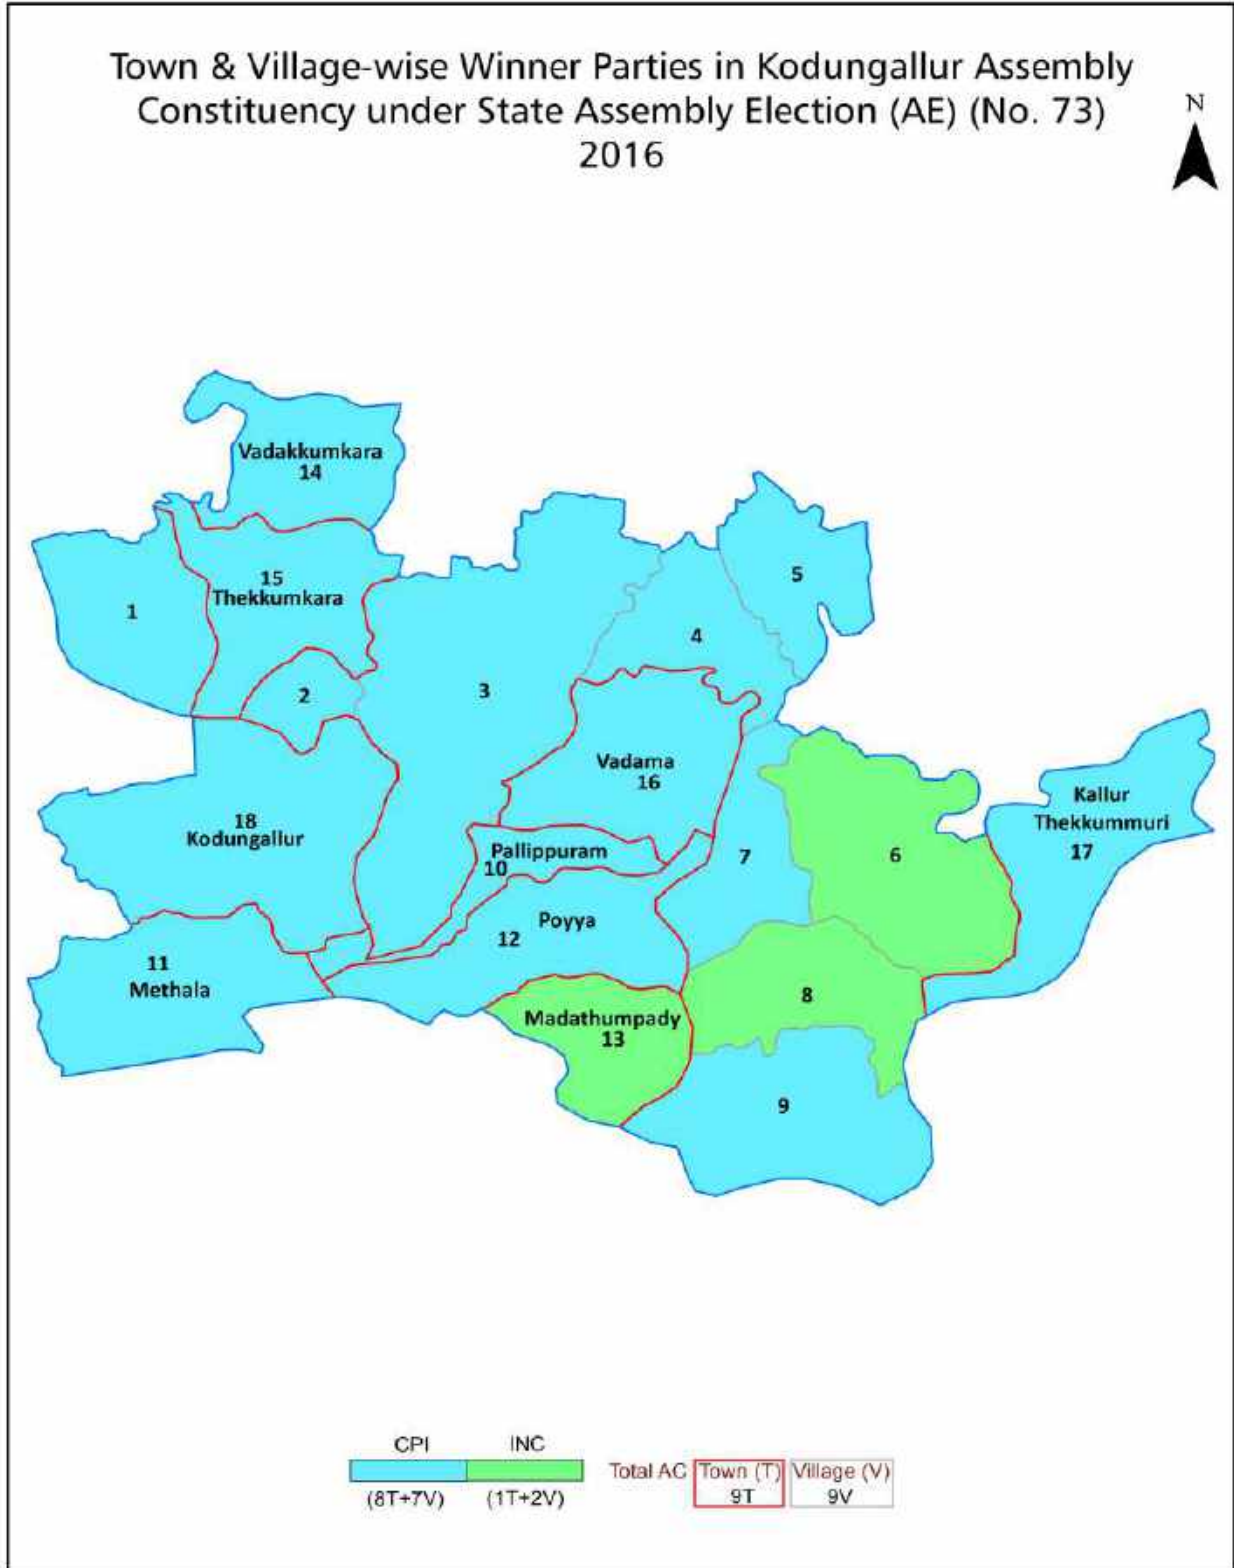 Town & Village-wise Winner Parties in Kodungallur Assembly
Constituency under State Assembly Election (AE) (No. 73)
2016
N
Vadakkumkara
14
5
15
Thekkumkara
1
4
2
3
Vadama
16
Kallur
Thekkummuri
17
18
Kodungallur
Pallippuram
10
7
6
Poyya
12
11
Methala
8
Madathumpady
13
9
CPI INC
Total AC Town (T) Village (V)
(8T+7V) (1T+2V) 9T 9V